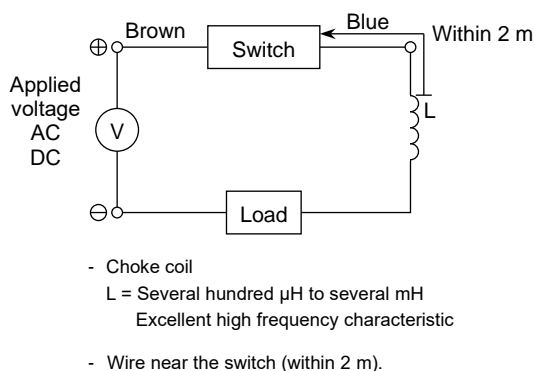 Brown
Blue
Within 2 m
⊕
Switch
Applied
voltage
AC
DC
V
L
⊖
Load
- Choke coil
L = Several hundred µH to several mH
Excellent high frequency characteristic
- Wire near the switch (within 2 m).